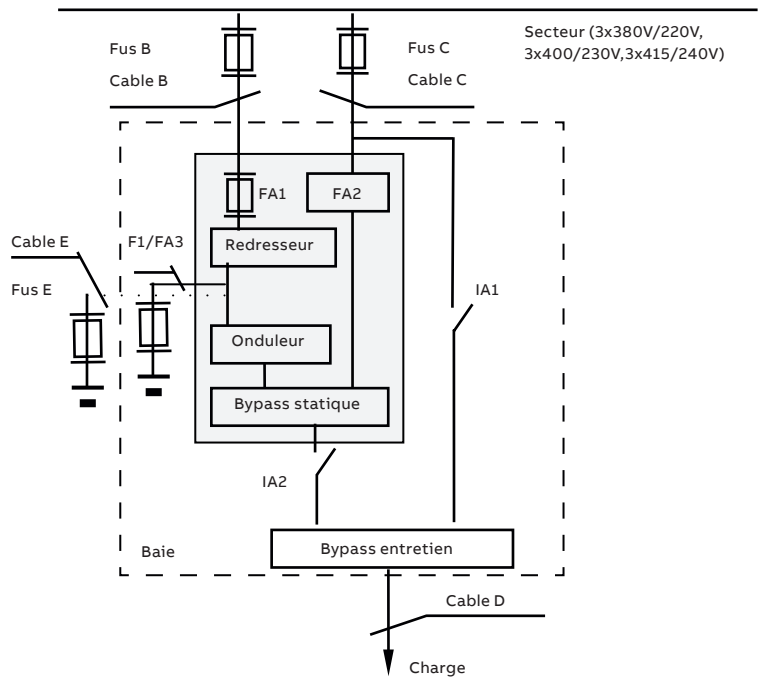 Secteur (3x380V/220V,
3x400/230V,3x415/240V)
Fus B
Fus C
Cable B
Cable C
FA1
FA2
Cable E
F1/FA3
Redresseur
Fus E
IA1
Onduleur
Bypass statique
IA2
Baie
Bypass entretien
Cable D
Charge